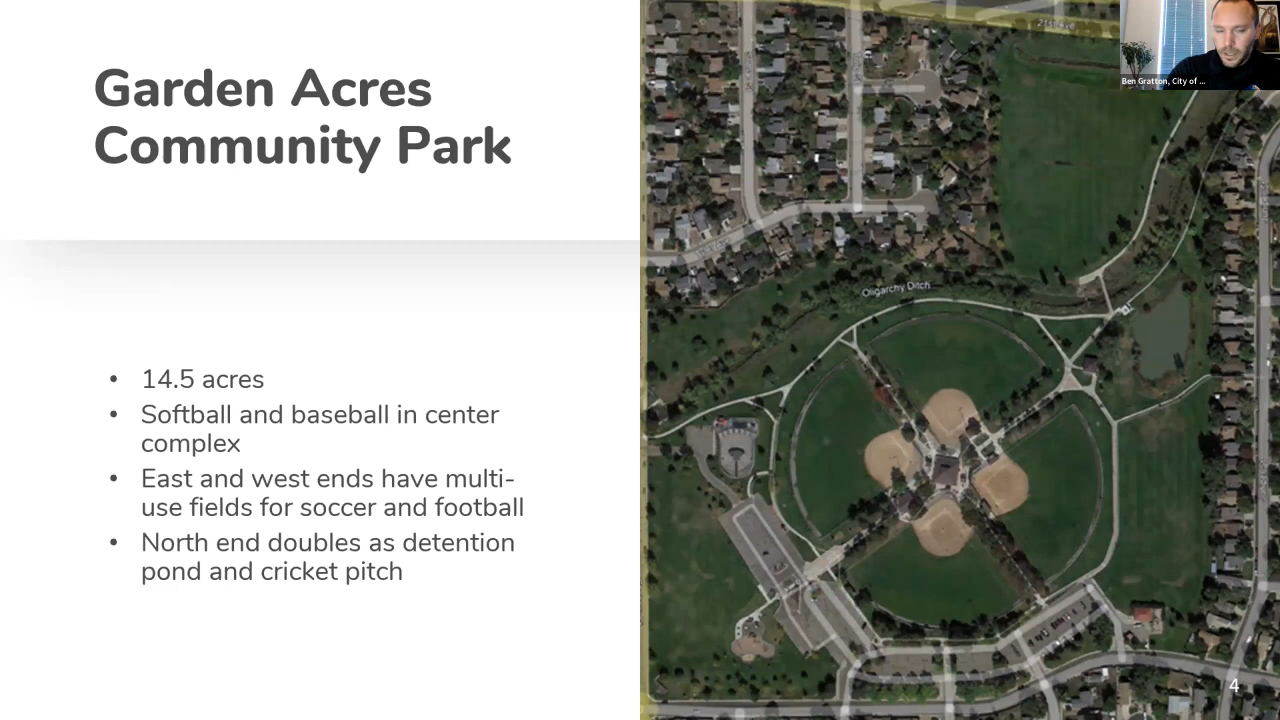 Garden Acres
Community Park
• 14.5 acres
• Softball and baseball in center
complex
• East and west ends have multi-
use fields for soccer and football
• North end doubles as detention
pond and cricket pitch
Oligarchy Ditch
Ben Gratton, City of ...
4